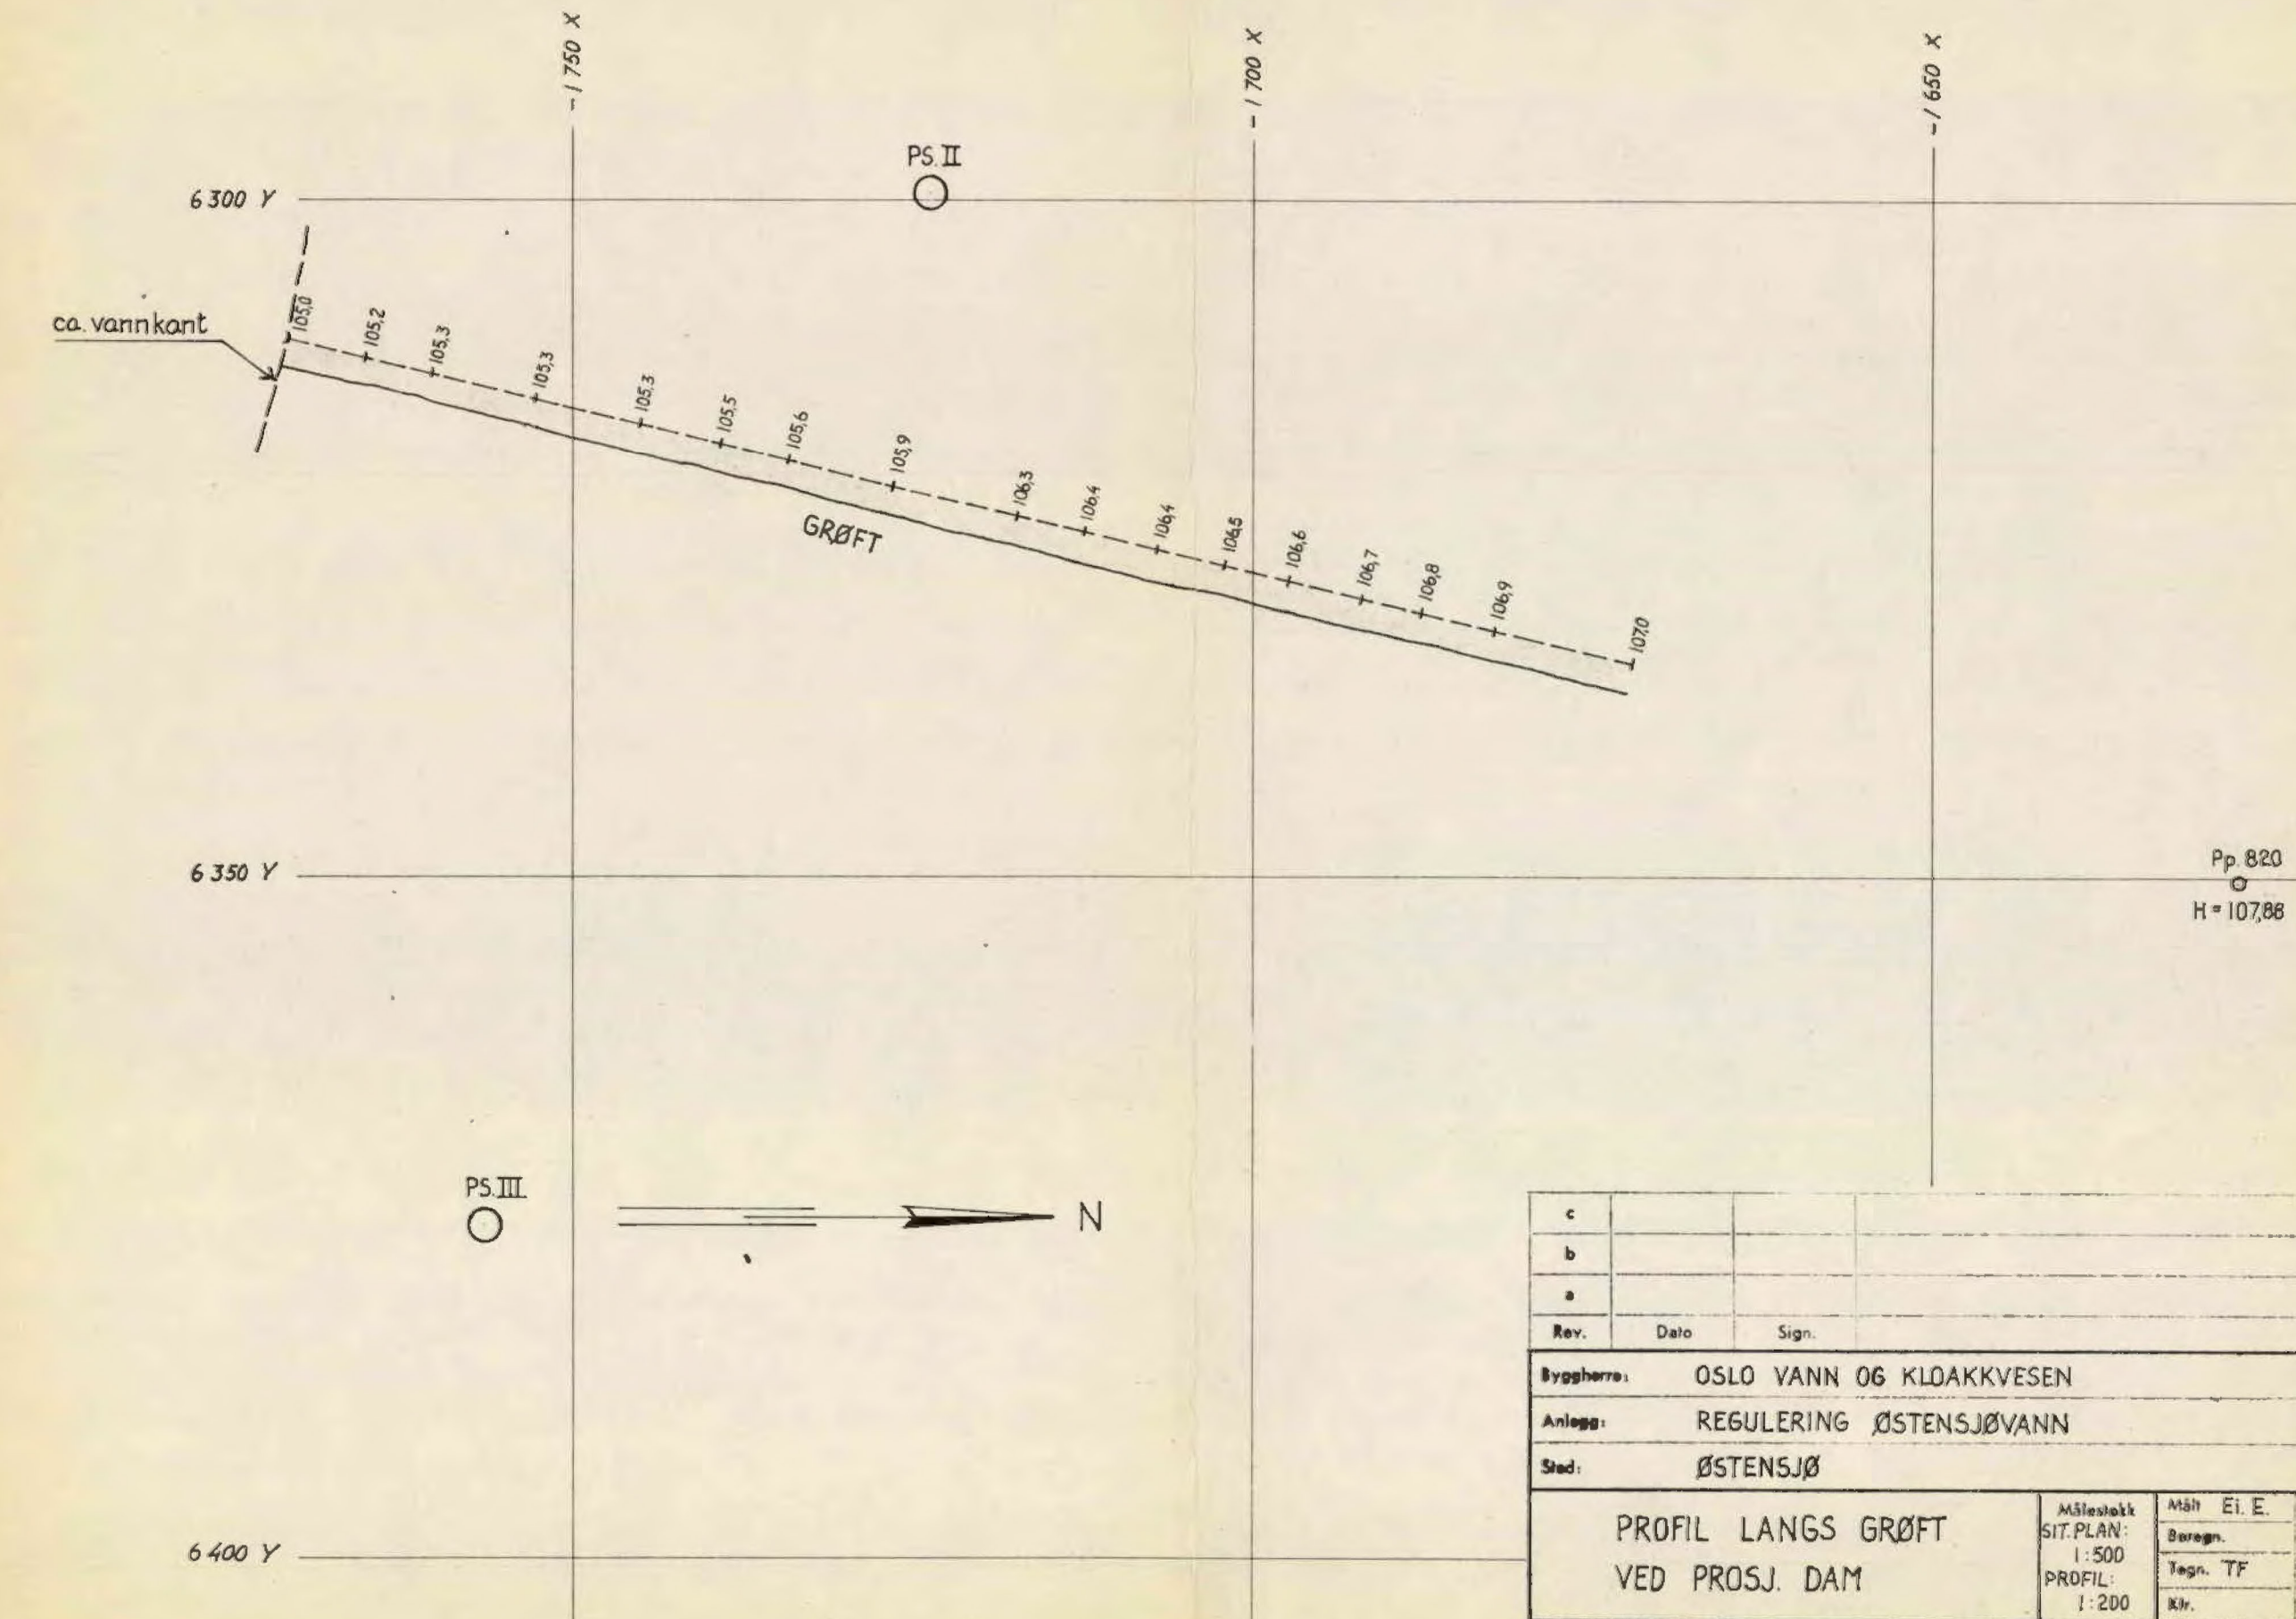 -1 750 X
-1 700 X
-1 650 X
PS. II
6 300 Y
ca. vannkant
105,0
105,2
105,3
105,3
105,3
105,5
105,6
105,9
106,3
106,4
106,4
106,5
106,6
106,7
106,8
106,9
107,0
GRØFT
6 350 Y
Pp. 820
H = 107,88
PS. III
N
c
b
a
Rev. Dato Sign.
Byggherre: OSLO VANN OG KLOAKKVESEN
Anlegg: REGULERING ØSTENSJØVANN
Sted: ØSTENSJØ
PROFIL LANGS GRØFT
VED PROSJ. DAM
Målestokk
SIT. PLAN:
1:500
PROFIL:
1:200
Målt Ei. E.
Beregn.
Tegn. TF
Ktr.
6 400 Y